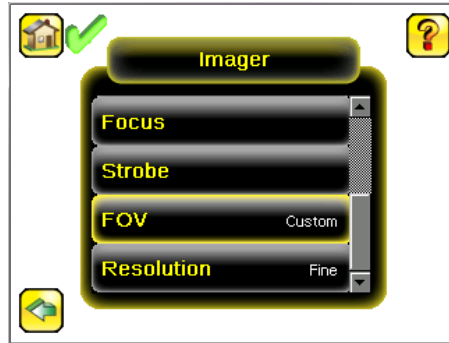 Imager
?
Focus
Strobe
FOV Custom
Resolution Fine